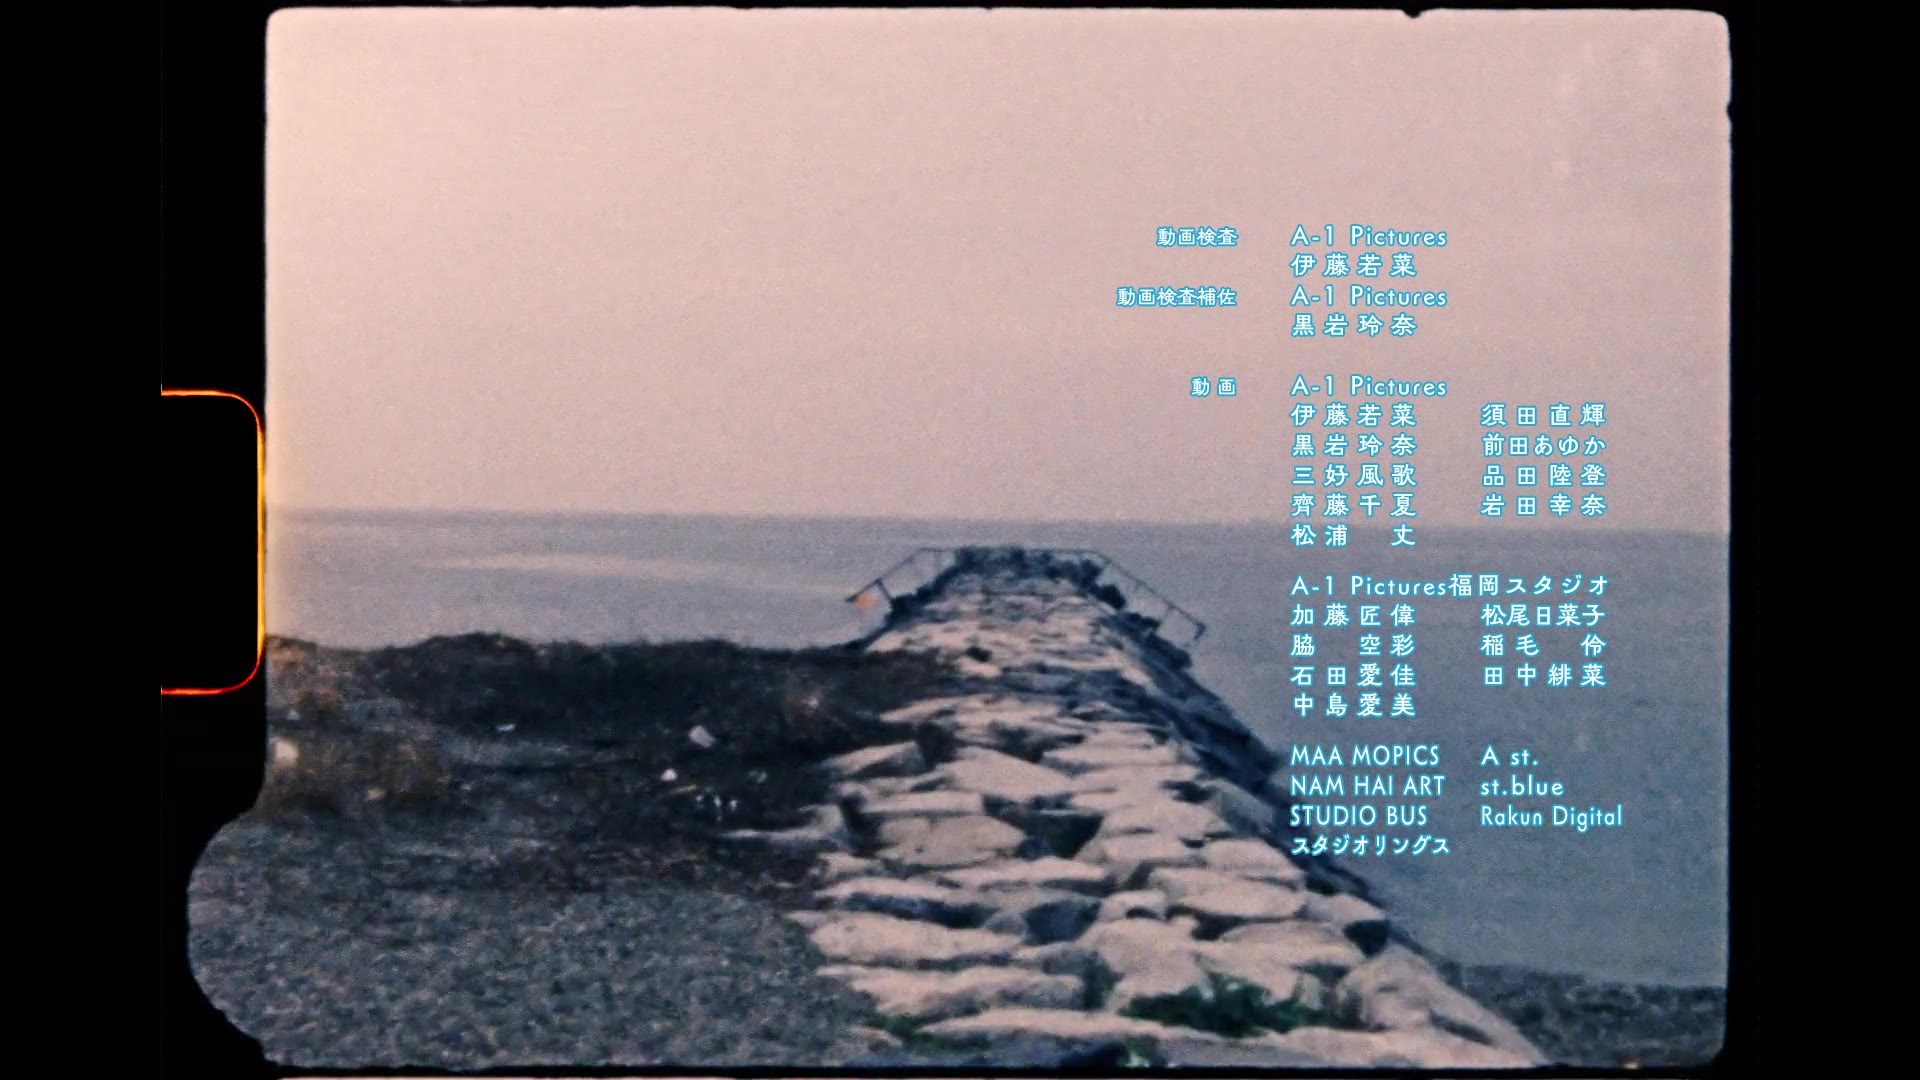 動画検査 A-1 Pictures
伊藤若菜
動画検査補佐 A-1 Pictures
黒岩玲奈
動画 A-1 Pictures
伊藤若菜 須田直輝
黒岩玲奈 前田あゆか
三好風歌 品田陸登
齊藤千夏 岩田幸奈
松浦 丈
A-1 Pictures福岡スタジオ
加藤匠偉 松尾日菜子
脇 空彩 稲毛 伶
石田愛佳 田中緋菜
中島愛美
MAA MOPICS A st.
NAM HAI ART st.blue
STUDIO BUS Rakun Digital
スタジオリングス